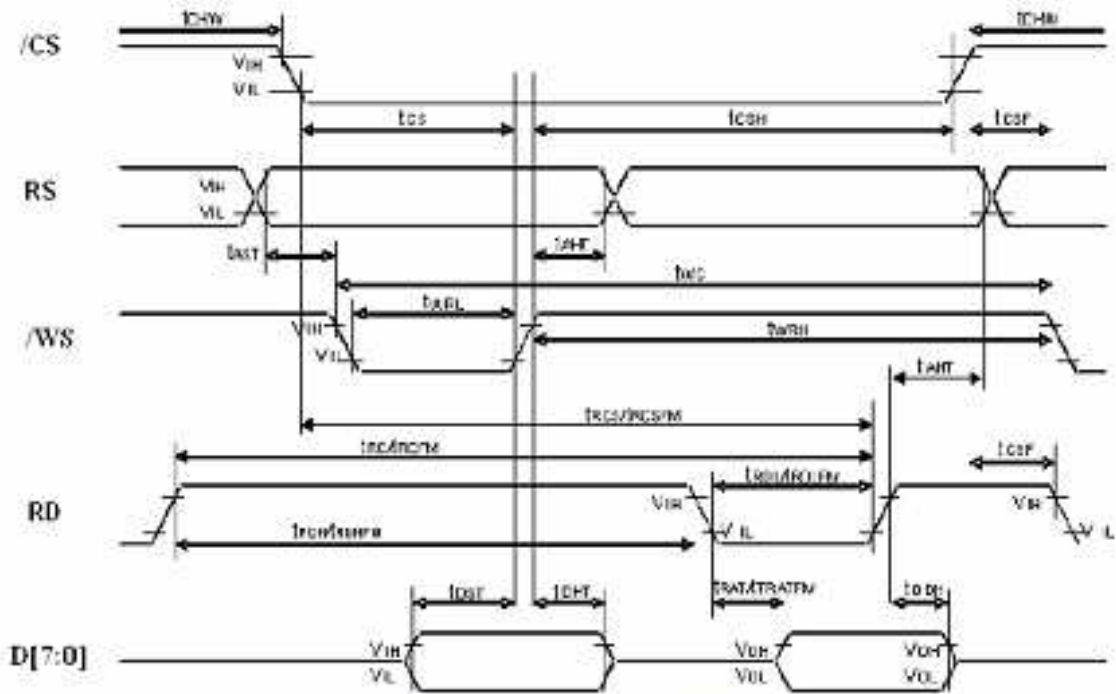 tCHW tCHW
/CS
VIH
VIL
tCS tCSH tCSF
RS
VIH
VIL
tAST tAHT
tWC
tWRL
/WS
VIH
tWRH
VIL
tAHT
tRCS/tRCSFM
tRC/tRCFM
tCSF
tRDL/tRDLFM
RD
VIH VIH
VIL VIL
tRDH/tRDHFM
tDST tDHT tRAT/tTRATFM tODH
D[7:0]
VIH VOH VOH
VIL VOL VOL